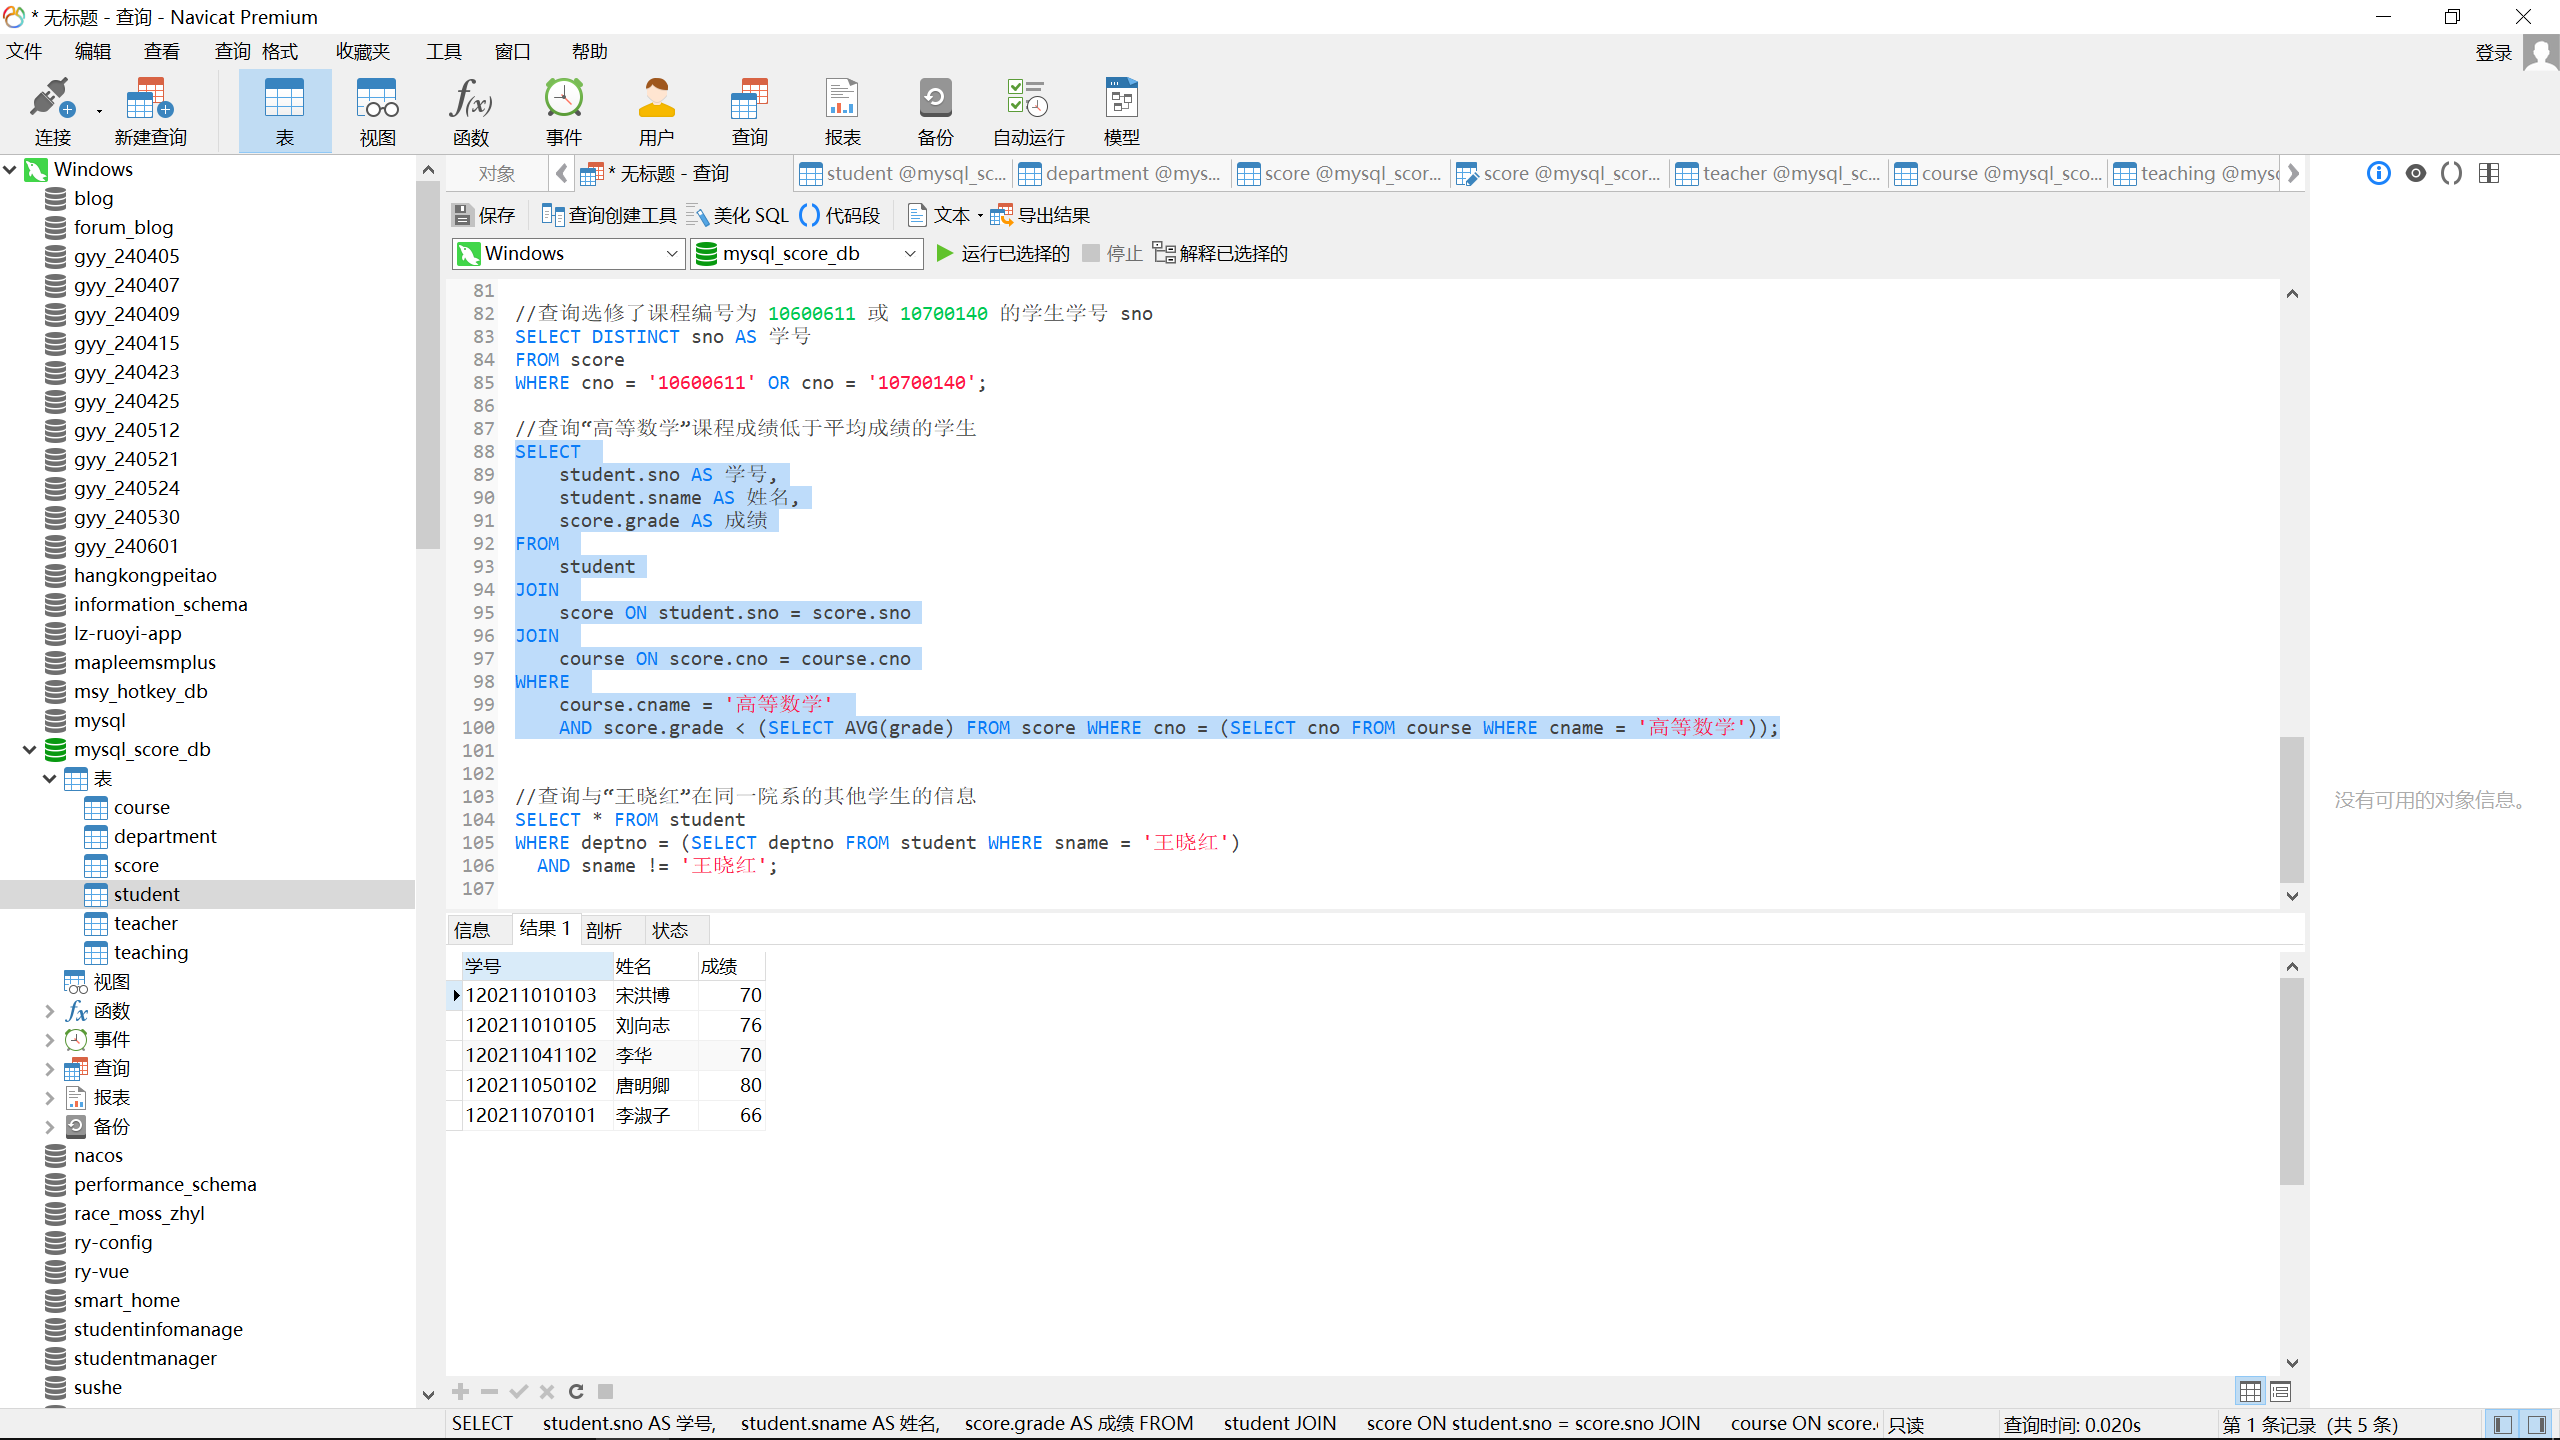 * 无标题 - 查询 - Navicat Premium
文件 编辑 查看 查询 格式 收藏夹 工具 窗口 帮助 登录
连接 新建查询 表 视图 函数 事件 用户 查询 报表 备份 自动运行 模型
Windows
blog
forum_blog
gyy_240405
gyy_240407
gyy_240409
gyy_240415
gyy_240423
gyy_240425
gyy_240512
gyy_240521
gyy_240524
gyy_240530
gyy_240601
hangkongpeitao
information_schema
lz-ruoyi-app
mapleemsmplus
msy_hotkey_db
mysql
mysql_score_db
表
course
department
score
student
teacher
teaching
视图
函数
事件
查询
报表
备份
nacos
performance_schema
race_moss_zhyl
ry-config
ry-vue
smart_home
studentinfomanage
studentmanager
sushe
对象 * 无标题 - 查询 student @mysql_sc... department @mys... score @mysql_scor... score @mysql_scor... teacher @mysql_sc... course @mysql_sco... teaching @mysc
保存 查询创建工具 美化 SQL 代码段 文本 导出结果
Windows mysql_score_db 运行已选择的 停止 解释已选择的
81
82 //查询选修了课程编号为 10600611 或 10700140 的学生学号 sno
83 SELECT DISTINCT sno AS 学号
84 FROM score
85 WHERE cno = '10600611' OR cno = '10700140';
86
87 //查询“高等数学”课程成绩低于平均成绩的学生
88 SELECT
89 student.sno AS 学号,
90 student.sname AS 姓名,
91 score.grade AS 成绩
92 FROM
93 student
94 JOIN
95 score ON student.sno = score.sno
96 JOIN
97 course ON score.cno = course.cno
98 WHERE
99 course.cname = '高等数学'
100 AND score.grade < (SELECT AVG(grade) FROM score WHERE cno = (SELECT cno FROM course WHERE cname = '高等数学'));
101
102
103 //查询与“王晓红”在同一院系的其他学生的信息
104 SELECT * FROM student
105 WHERE deptno = (SELECT deptno FROM student WHERE sname = '王晓红')
106 AND sname != '王晓红';
107
信息 结果 1 剖析 状态
学号 姓名 成绩
120211010103 宋洪博 70
120211010105 刘向志 76
120211041102 李华 70
120211050102 唐明卿 80
120211070101 李淑子 66
没有可用的对象信息。
SELECT student.sno AS 学号, student.sname AS 姓名, score.grade AS 成绩 FROM student JOIN score ON student.sno = score.sno JOIN course ON score.c 只读 查询时间: 0.020s 第 1 条记录 (共 5 条)